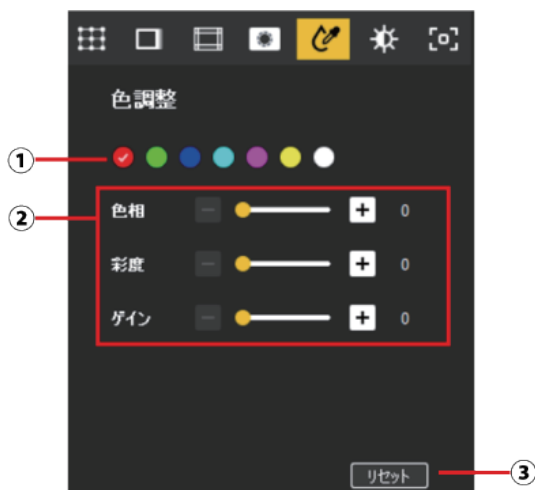 色調整
①
②
色相 - + 0
彩度 - + 0
ゲイン - + 0
リセット ③